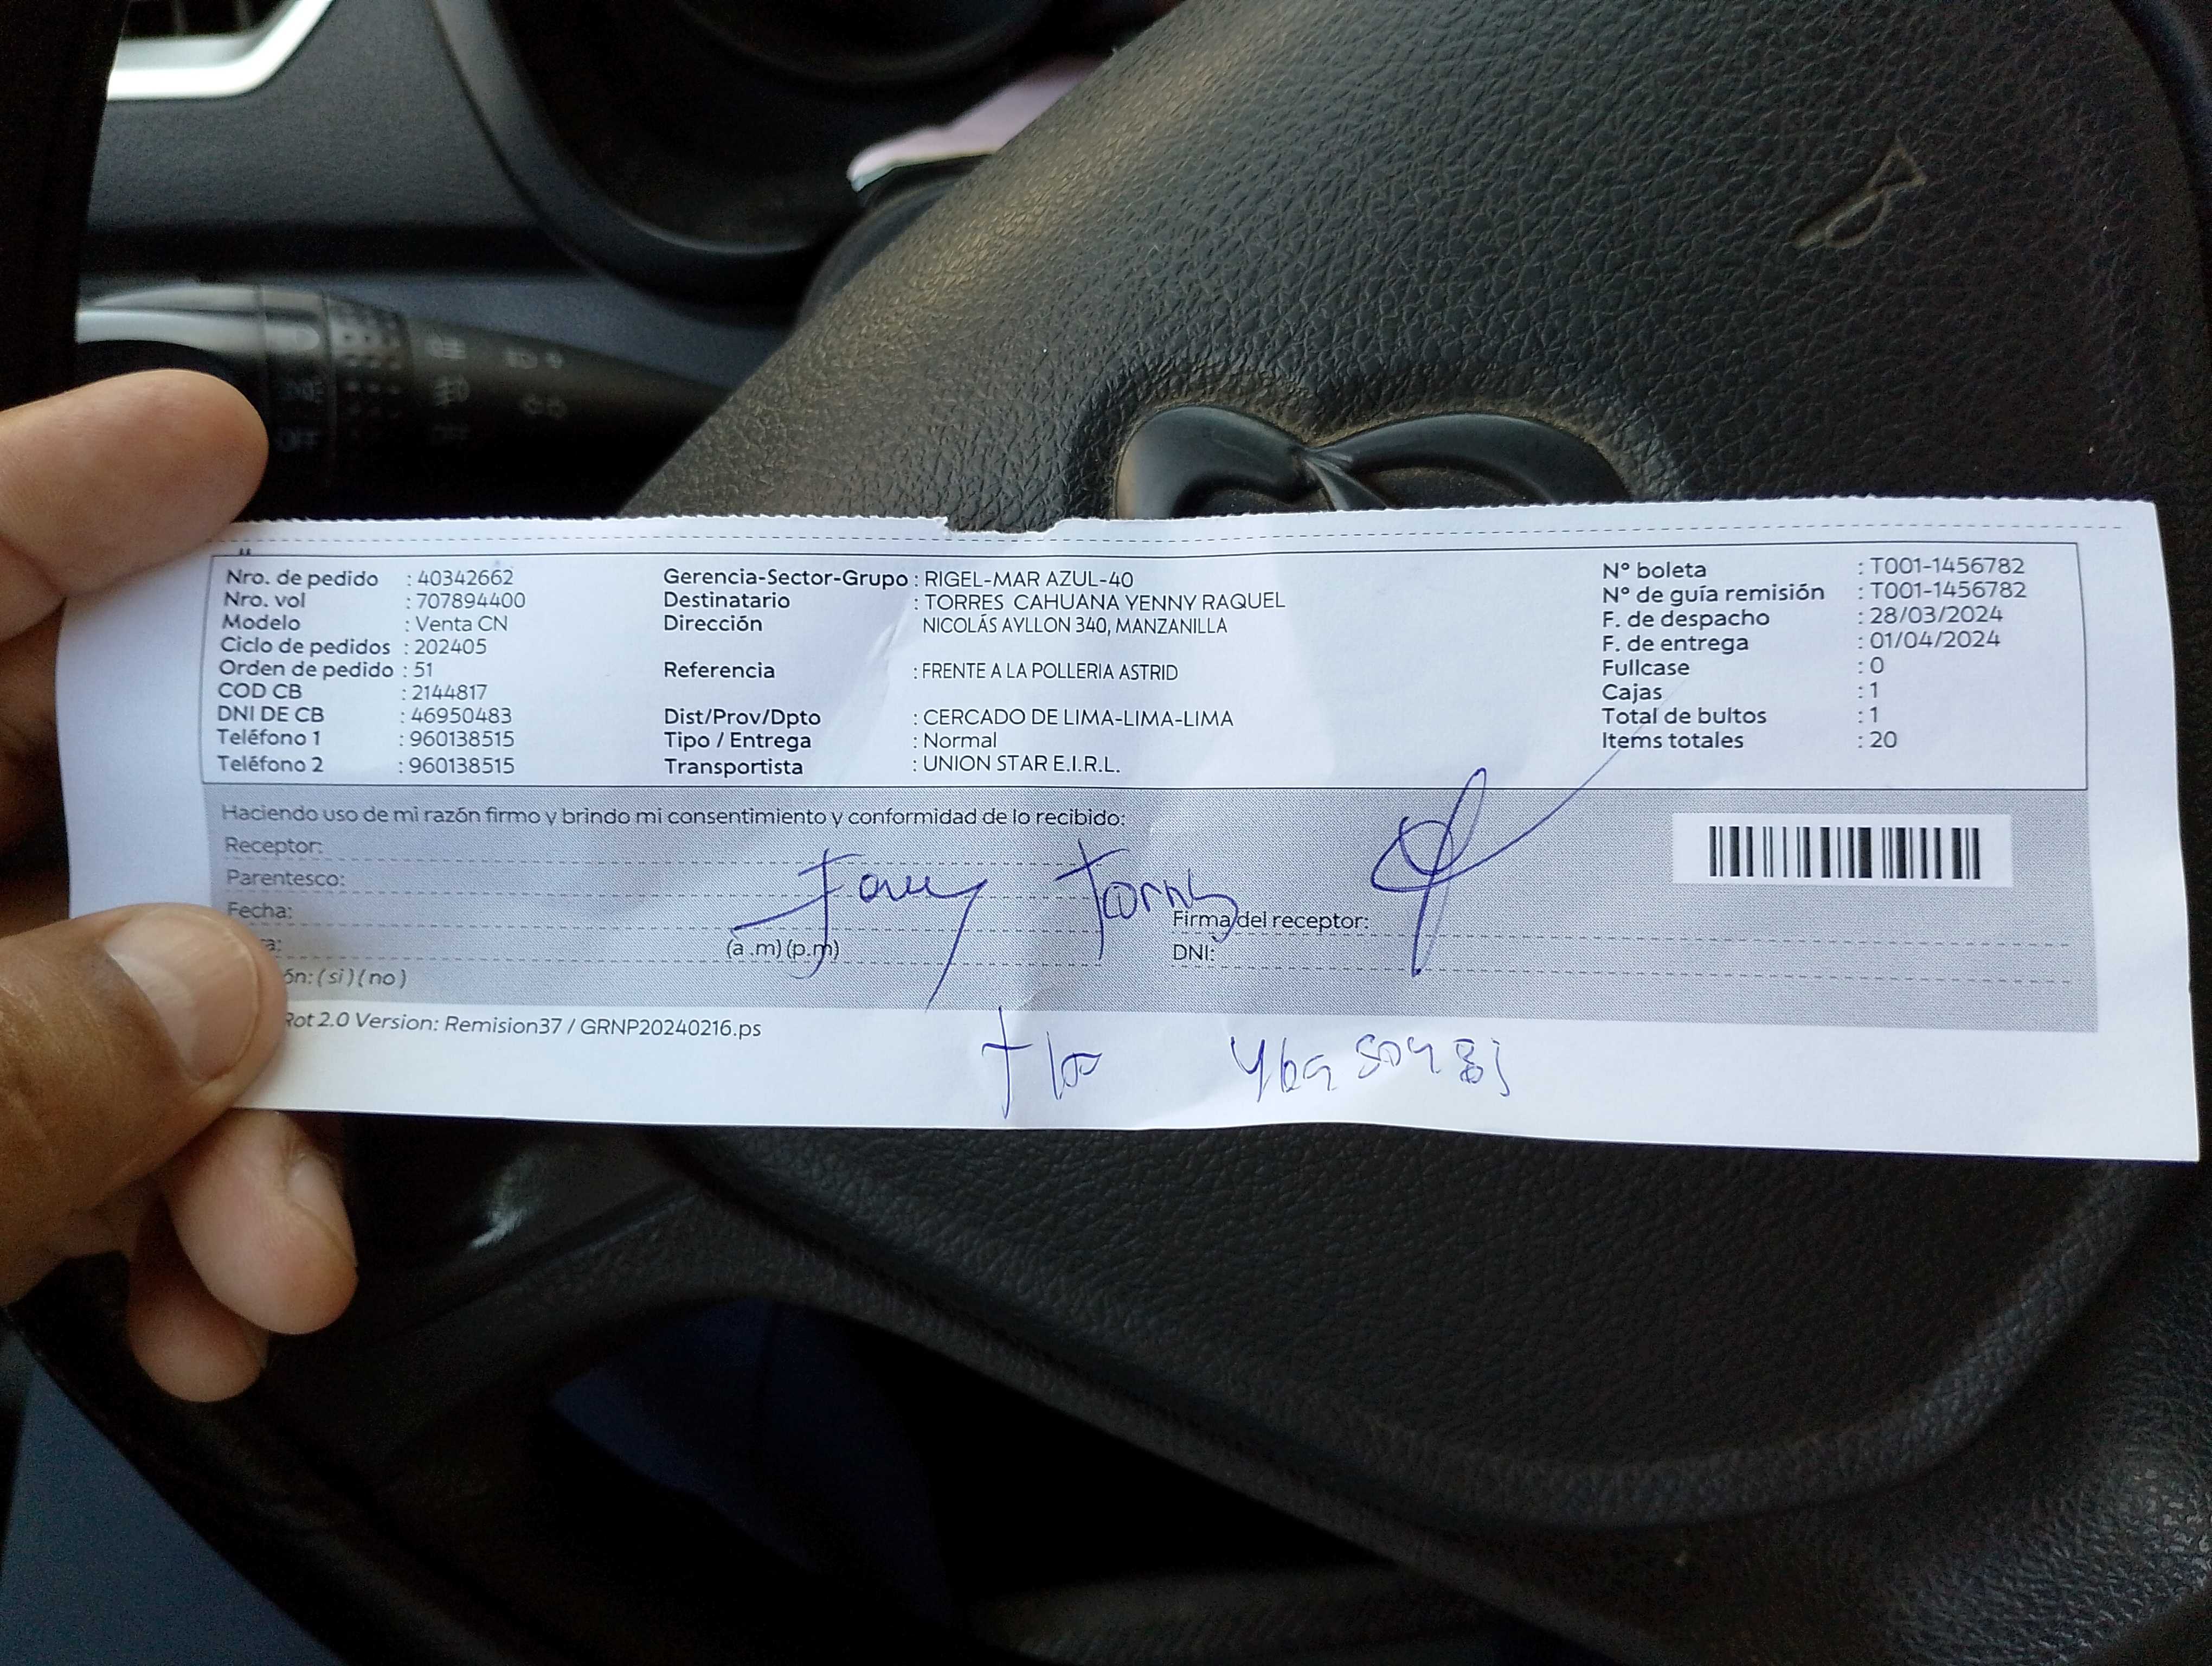 Nro. de pedido : 40342662
Nro. vol : 707894400
Modelo : Venta CN
Ciclo de pedidos : 202405
Orden de pedido : 51
COD CB : 2144817
DNI DE CB : 46950483
Teléfono 1 : 960138515
Teléfono 2 : 960138515
Gerencia-Sector-Grupo : RIGEL-MAR AZUL-40
Destinatario : TORRES CAHUANA YENNY RAQUEL
Dirección NICOLÁS AYLLON 340, MANZANILLA
Referencia : FRENTE A LA POLLERIA ASTRID
Dist/Prov/Dpto : CERCADO DE LIMA-LIMA-LIMA
Tipo / Entrega : Normal
Transportista : UNION STAR E.I.R.L.
N° boleta : T001-1456782
N° de guía remisión : T001-1456782
F. de despacho : 28/03/2024
F. de entrega : 01/04/2024
Fullcase : 0
Cajas : 1
Total de bultos : 1
Items totales : 20
Haciendo uso de mi razón firmo y brindo mi consentimiento y conformidad de lo recibido:
Receptor:
Parentesco:
Fecha:
Firma del receptor:
(a .m) (p.m)
DNI:
(si) (no)
2.0 Version: Remision37 / GRNP20240216.ps
OFF